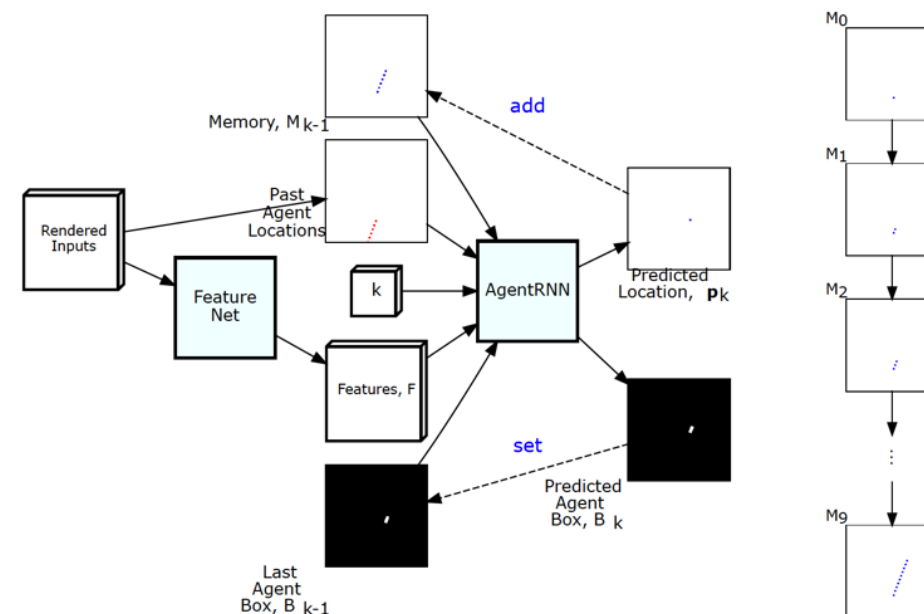 Memory, M k-1
Past
Agent
Locations
Rendered
Inputs
Feature
Net
k
Features, F
Last
Agent
Box, B k-1
AgentRNN
add
set
Predicted
Location, pk
Predicted
Agent
Box, B k
M0
M1
M2
⋮
M9